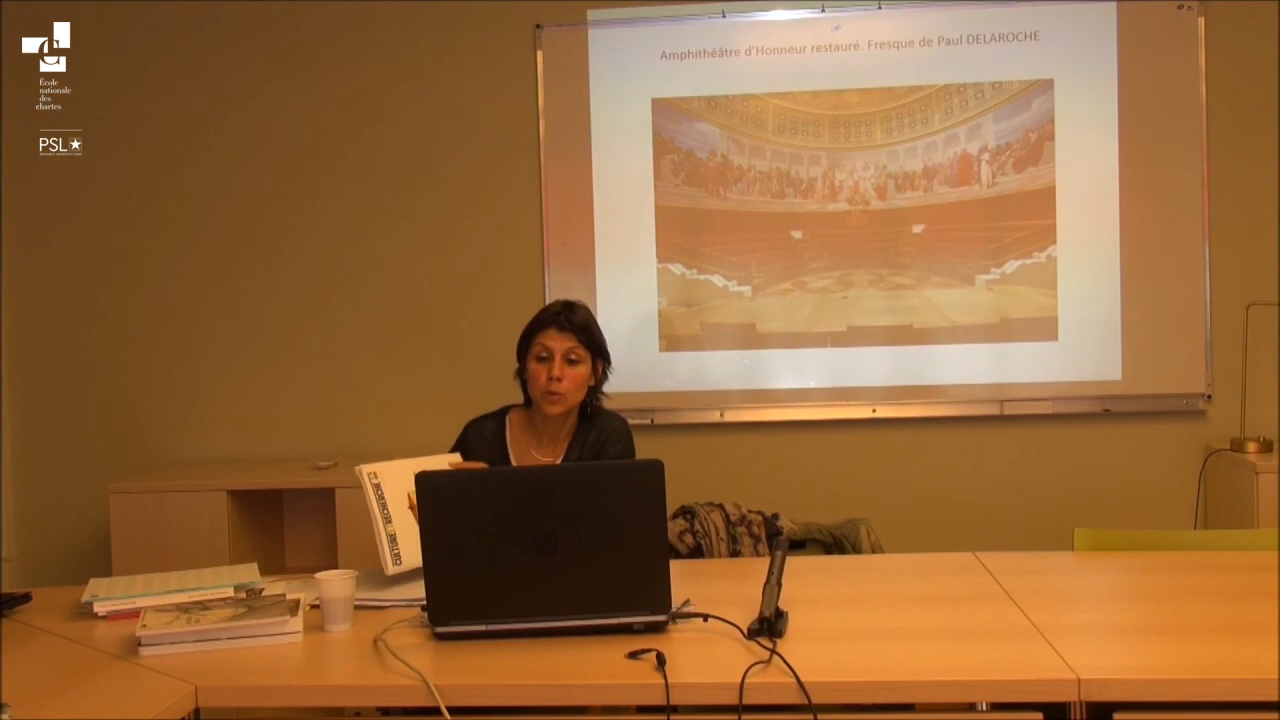 École
nationale
des
chartes
PSL
Amphithéâtre d'Honneur restauré. Fresque de Paul DELAROCHE
CULTURE RECHERCHE